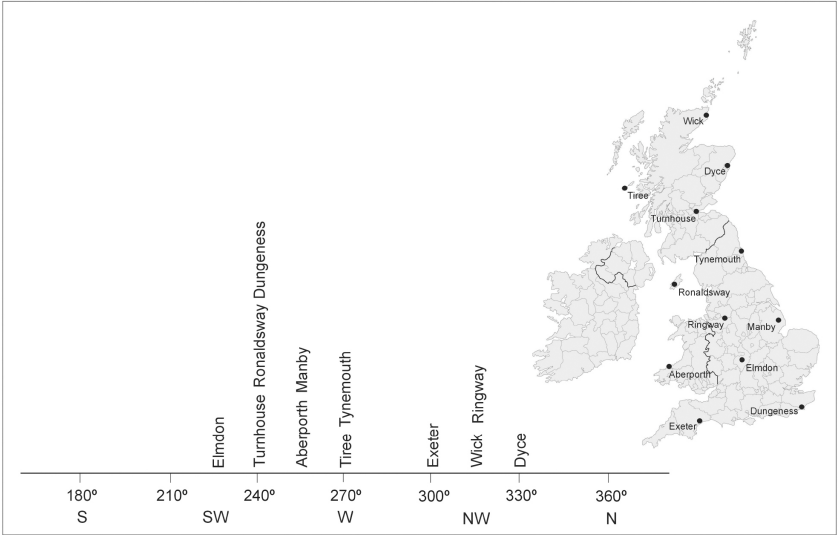 Wick
Dyce
Tiree
Turnhouse
Tynemouth
Ronaldsway
Ringway
Manby
Aberporth
Elmdon
Dungeness
Exeter
Elmdon
Turnhouse Ronaldsway Dungeness
Aberporth Manby
Tiree Tynemouth
Exeter
Wick Ringway
Dyce
180º 210º 240º 270º 300º 330º 360º
S SW W NW N